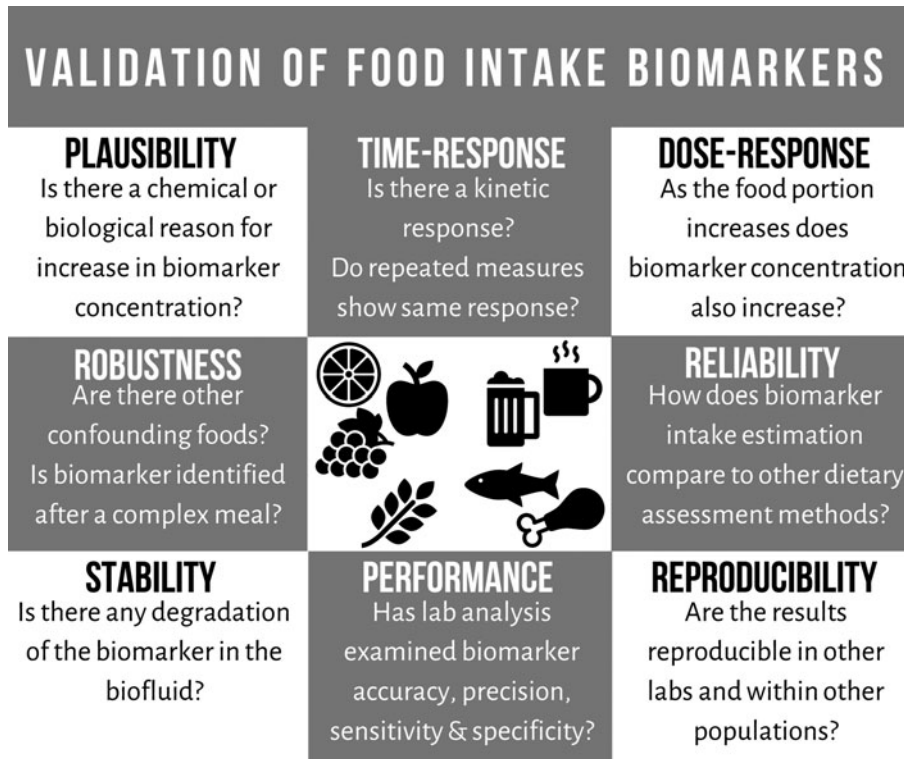 VALIDATION OF FOOD INTAKE BIOMARKERS
PLAUSIBILITY
Is there a chemical or
biological reason for
increase in biomarker
concentration?
TIME-RESPONSE
Is there a kinetic
response?
Do repeated measures
show same response?
DOSE-RESPONSE
As the food portion
increases does
biomarker concentration
also increase?
ROBUSTNESS
Are there other
confounding foods?
Is biomarker identified
after a complex meal?
RELIABILITY
How does biomarker
intake estimation
compare to other dietary
assessment methods?
STABILITY
Is there any degradation
of the biomarker in the
biofluid?
PERFORMANCE
Has lab analysis
examined biomarker
accuracy, precision,
sensitivity & specificity?
REPRODUCIBILITY
Are the results
reproducible in other
labs and within other
populations?